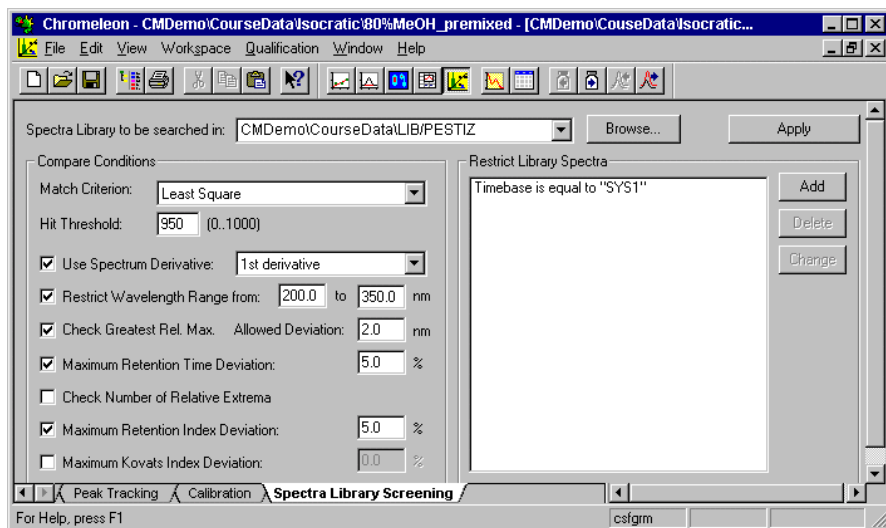 Chromeleon - CMDemo\CourseData\Isocratic\80%MeOH_premixed - [CMDemo\CouseData\Isocratic...
File Edit View Workspace Qualification Window Help
Spectra Library to be searched in: CMDemo\CourseData\LIB/PESTIZ Browse... Apply
Compare Conditions
Match Criterion: Least Square
Hit Threshold: 950 (0..1000)
Use Spectrum Derivative: 1st derivative
Restrict Wavelength Range from: 200.0 to 350.0 nm
Check Greatest Rel. Max. Allowed Deviation: 2.0 nm
Maximum Retention Time Deviation: 5.0 %
Check Number of Relative Extrema
Maximum Retention Index Deviation: 5.0 %
Maximum Kovats Index Deviation: 0.0 %
Restrict Library Spectra
Timebase is equal to "SYS1"
Add
Delete
Change
Peak Tracking Calibration Spectra Library Screening
For Help, press F1 csfgrm